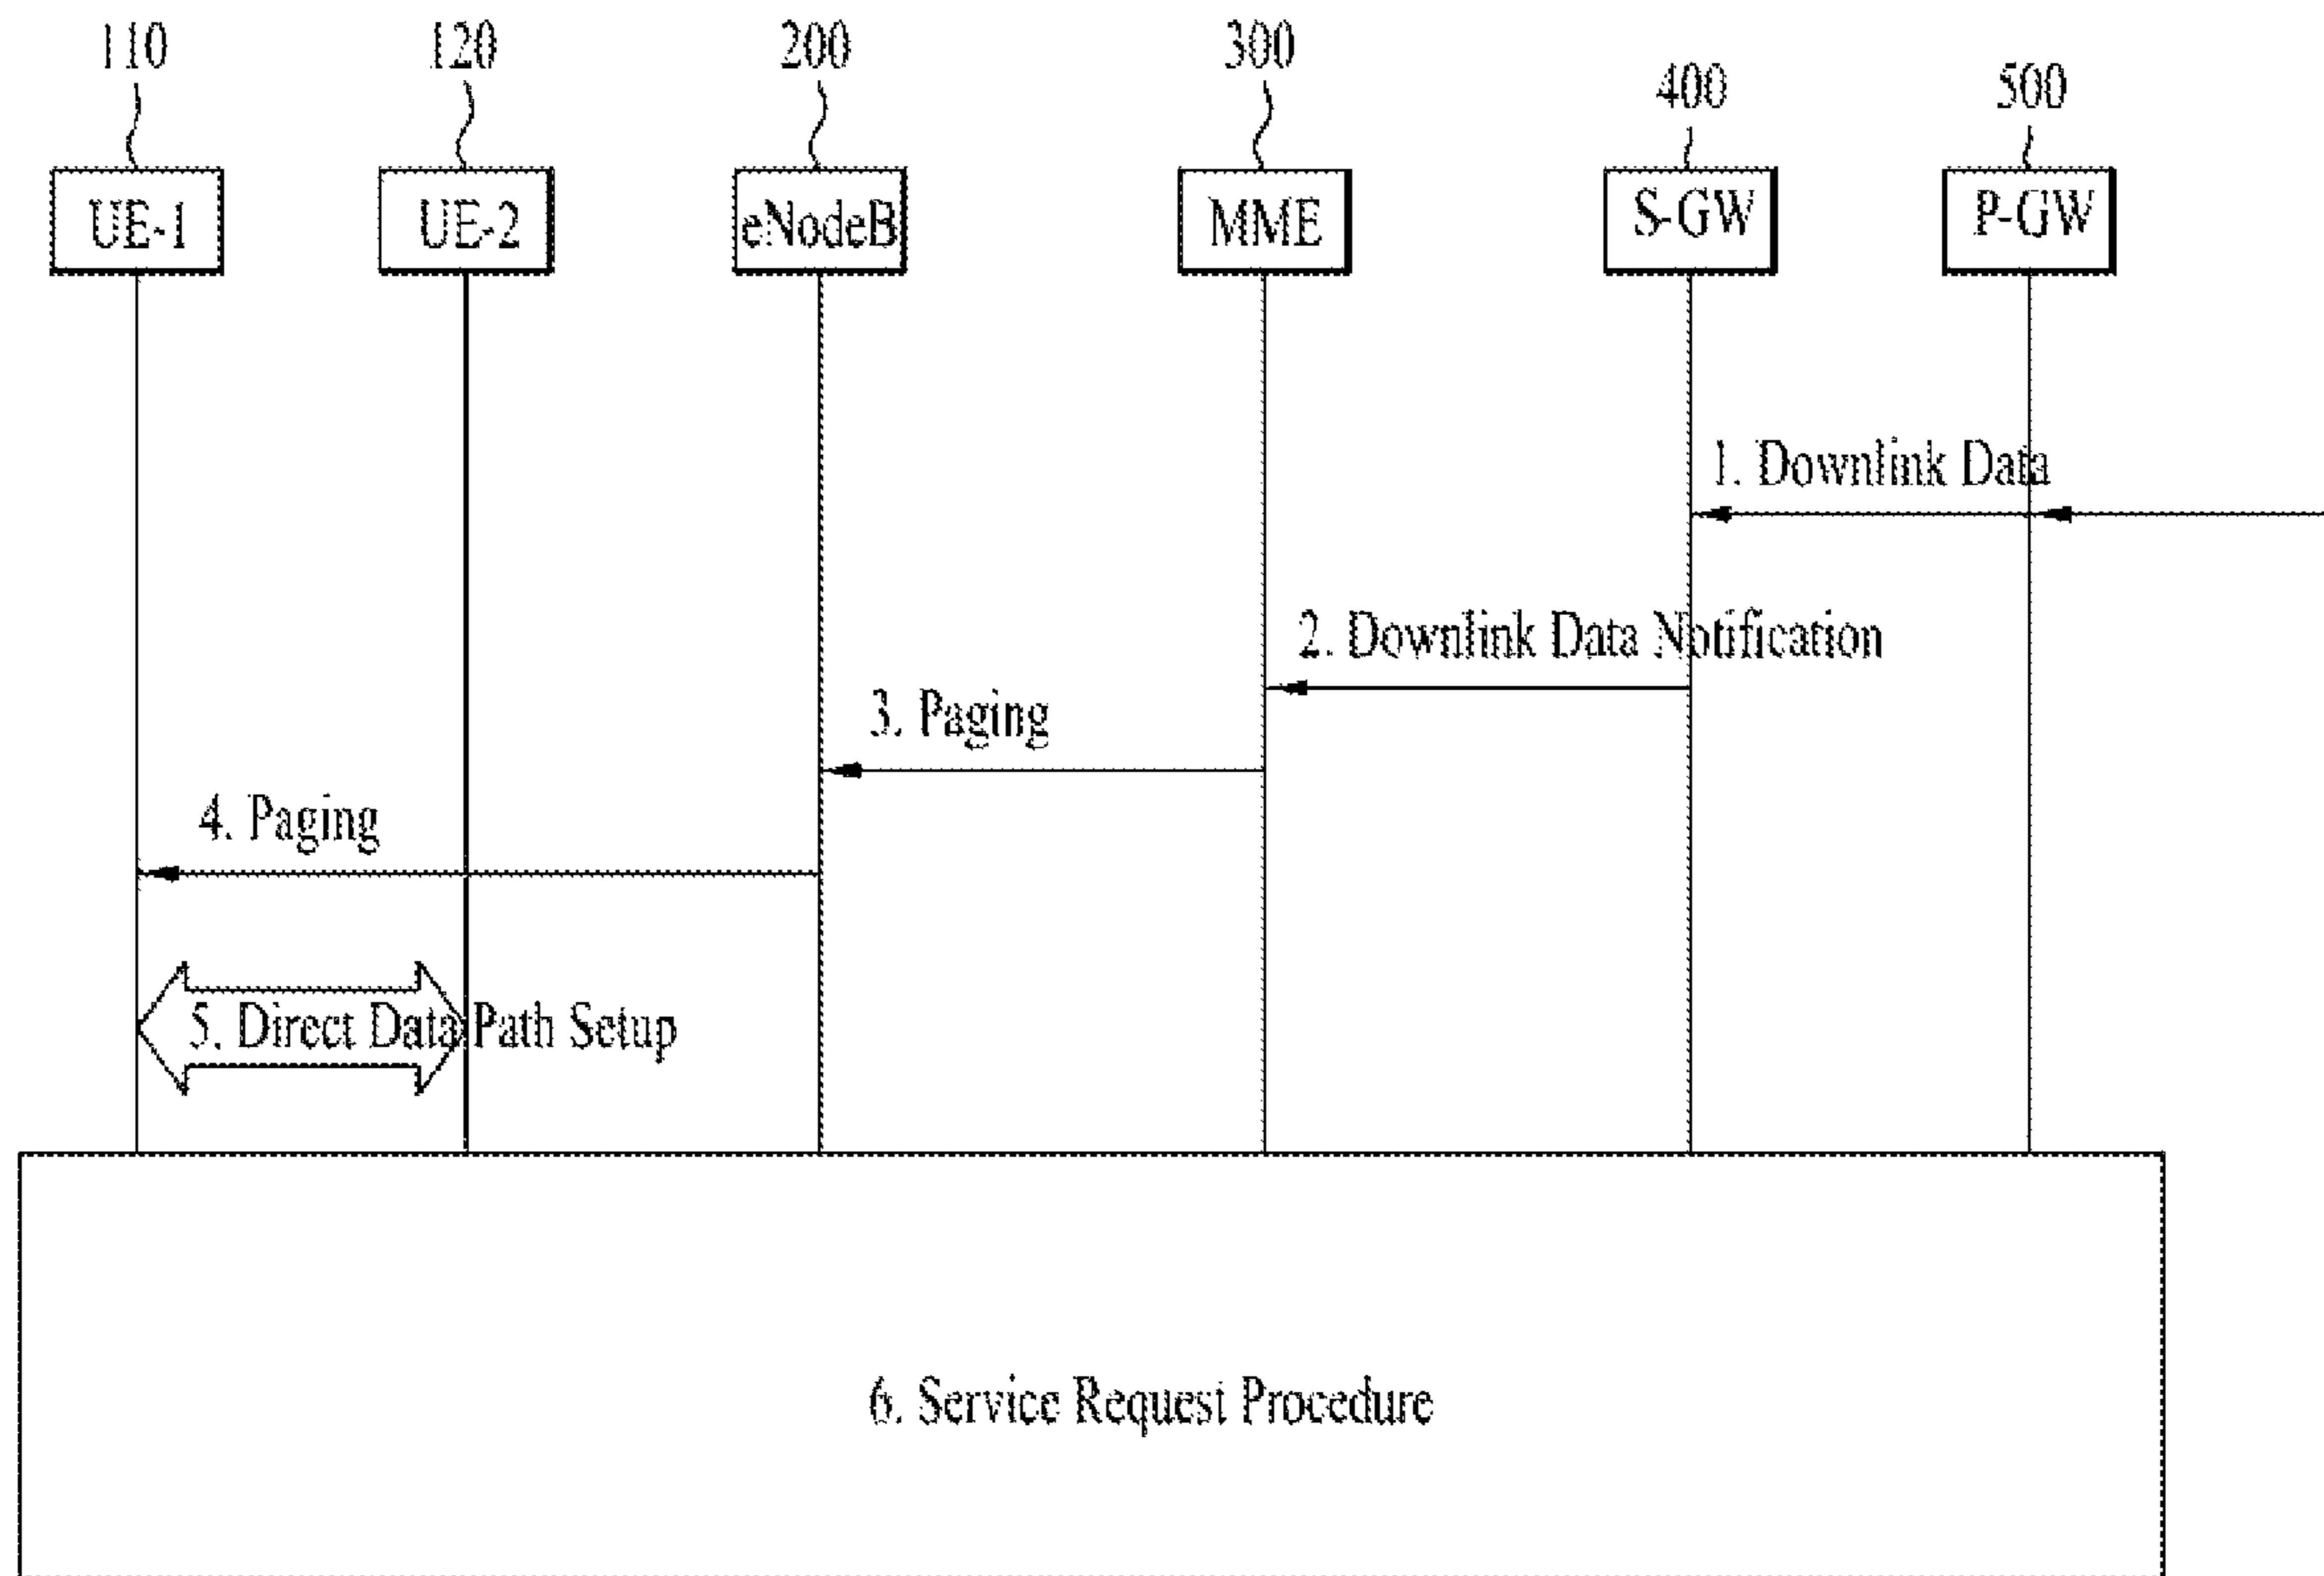 110
120
200
300
400
500
UE-1
UE-2
eNodeB
MME
S-GW
P-GW
1. Downlink Data
2. Downlink Data Notification
3. Paging
4. Paging
5. Direct Data Path Setup
6. Service Request Procedure